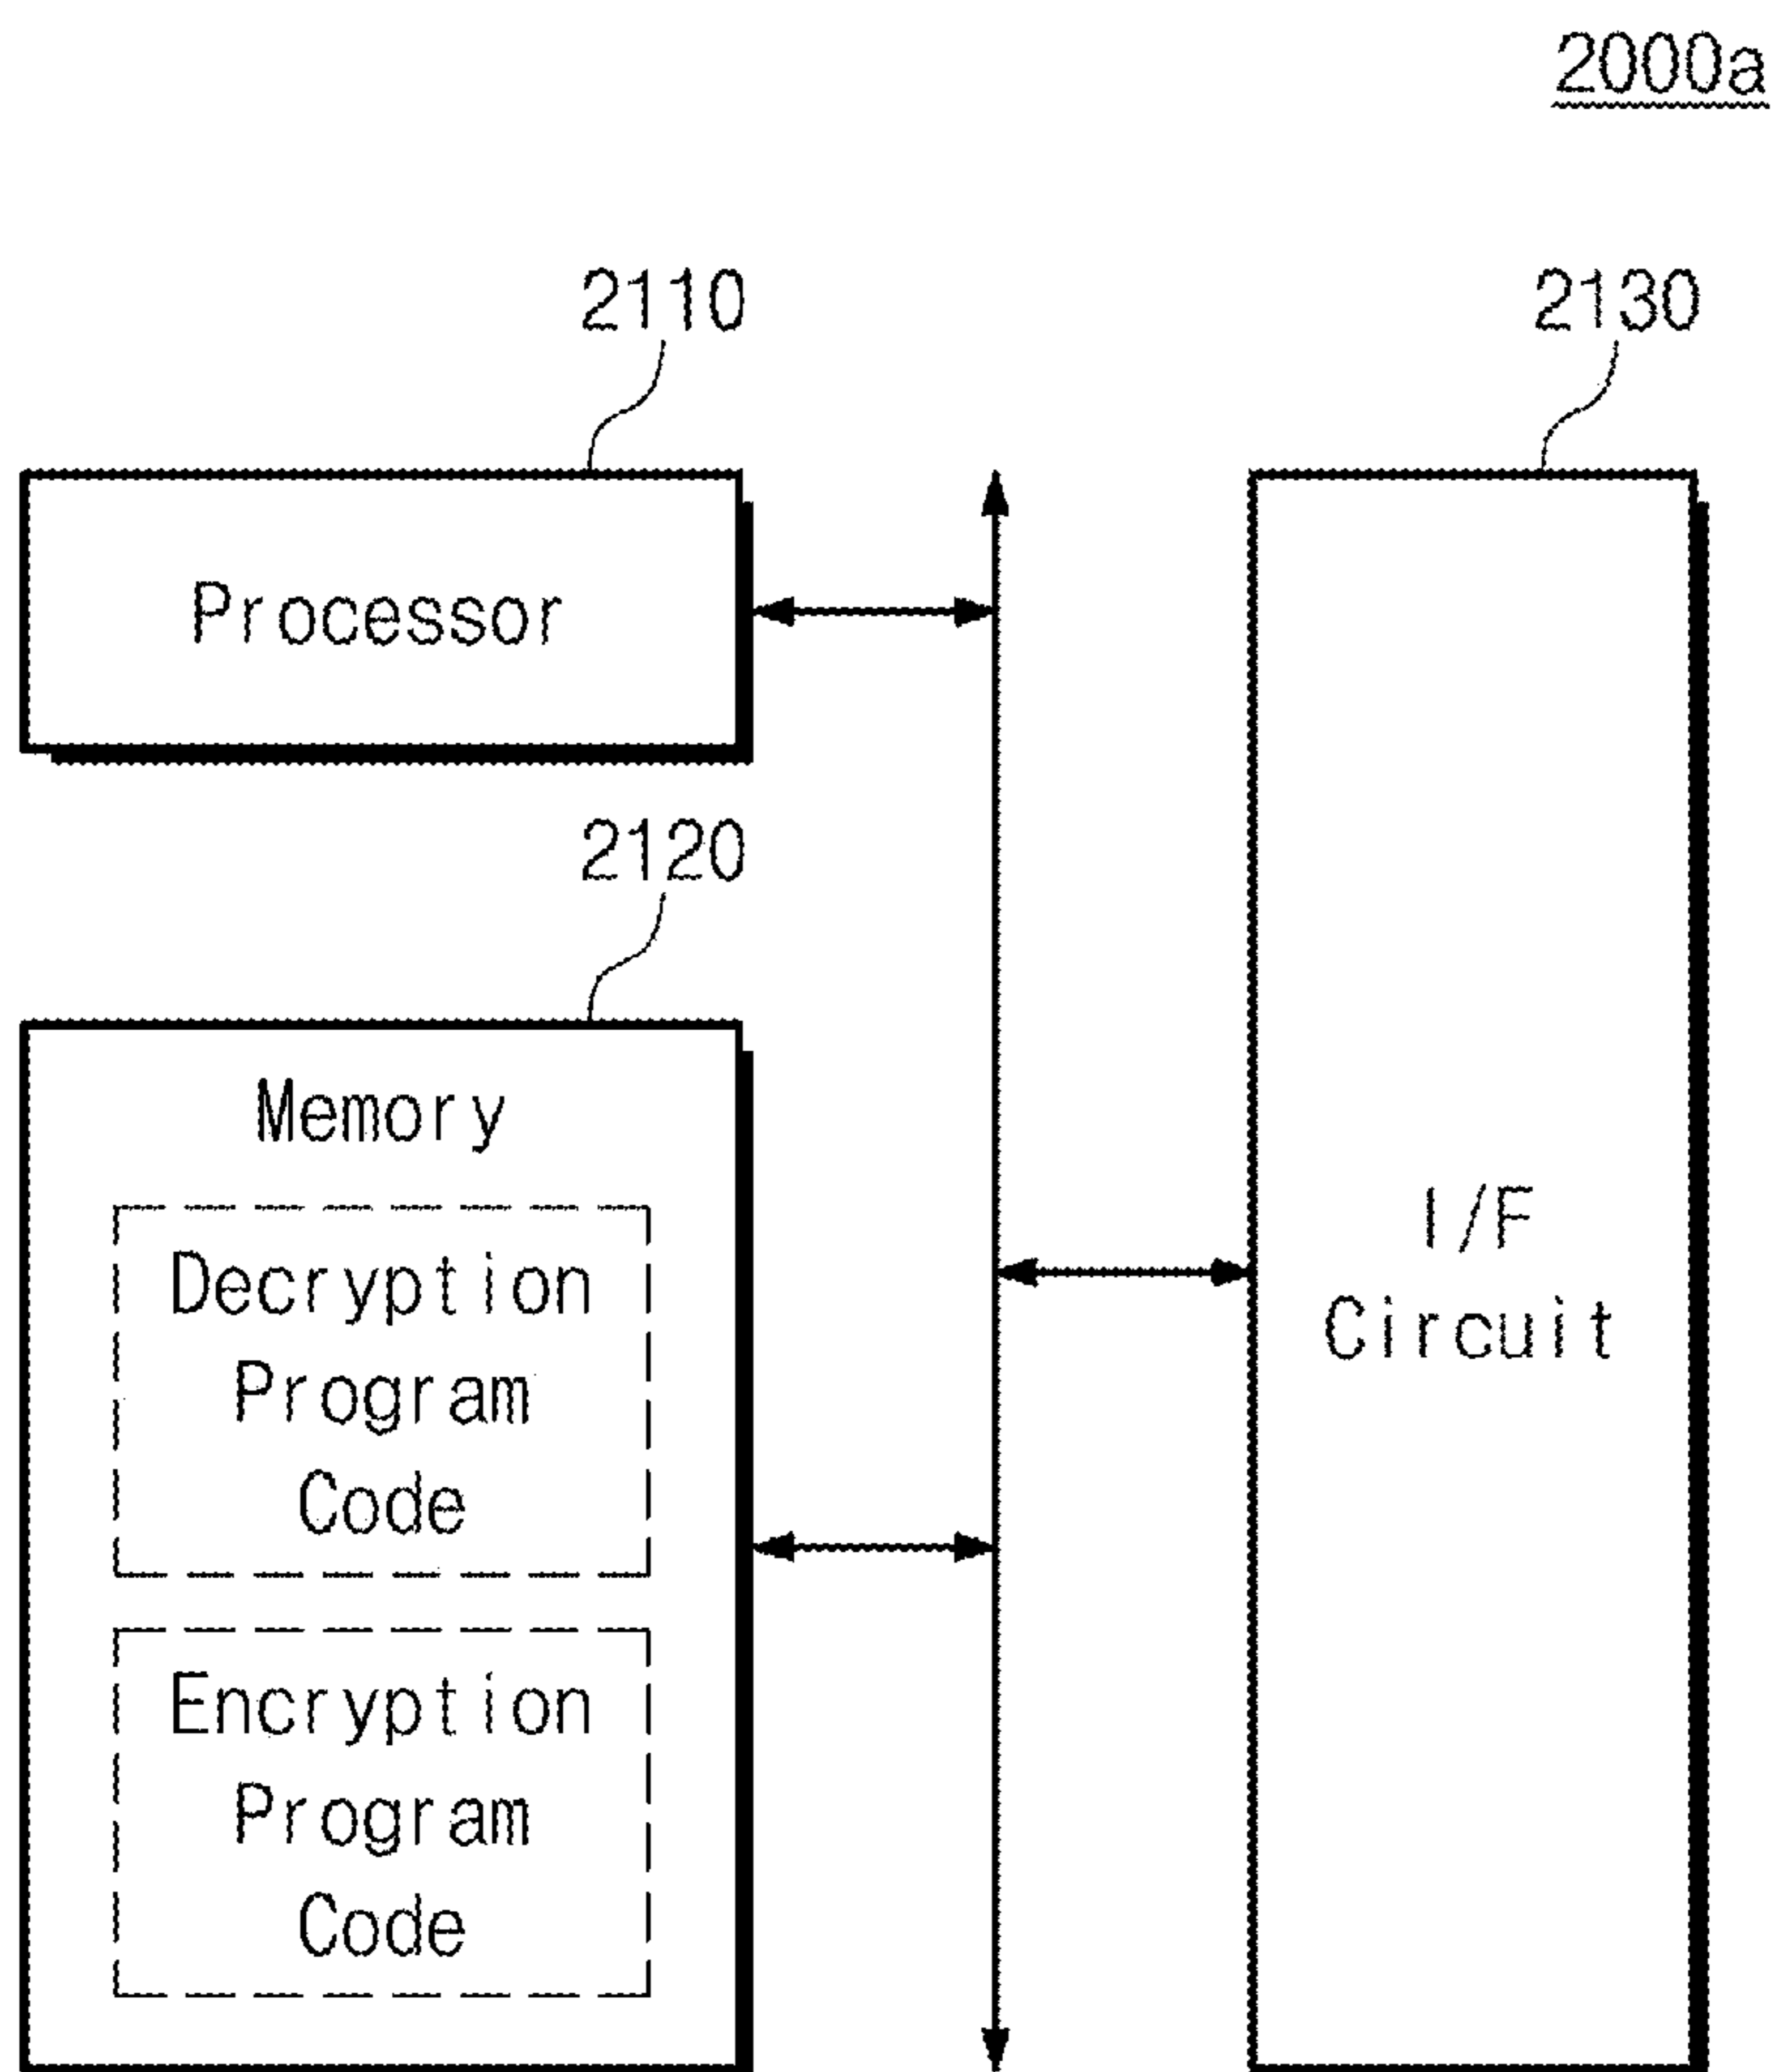 2000a
2110
2130
Processor
2120
Memory
Decryption
Program
Code
Encryption
Program
Code
I/F
Circuit